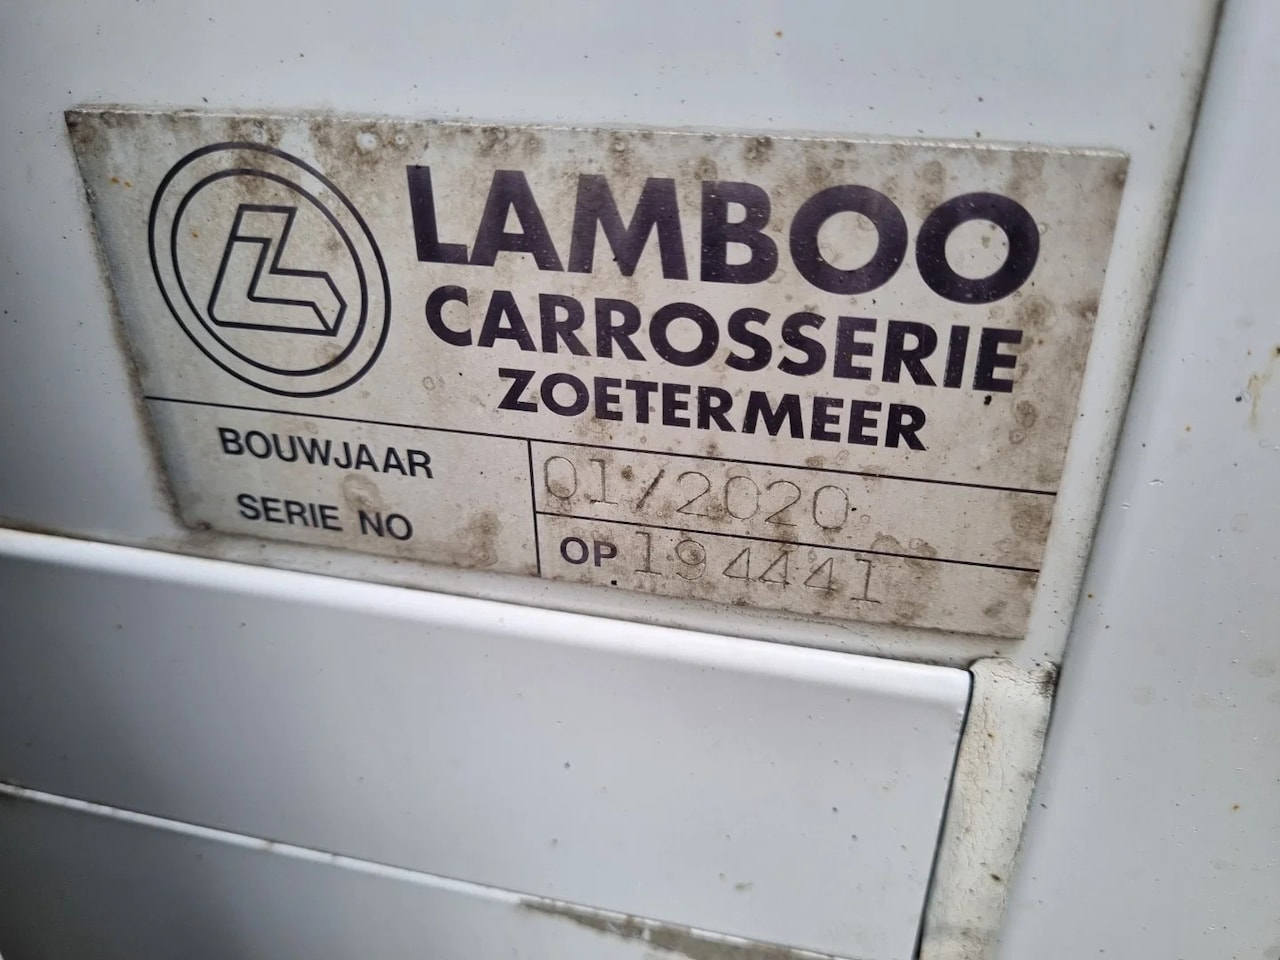 LAMBOO
CARROSSERIE
ZOETERMEER
BOUWJAAR 01/2020
SERIE NO OP 194441